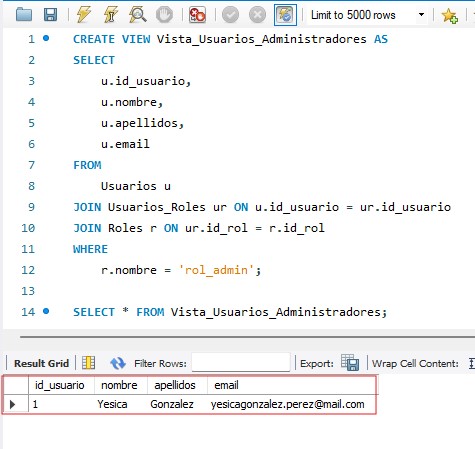 Limit to 5000 rows
1 CREATE VIEW Vista_Usuarios_Administradores AS
2 SELECT
3 u.id_usuario,
4 u.nombre,
5 u.apellidos,
6 u.email
7 FROM
8 Usuarios u
9 JOIN Usuarios_Roles ur ON u.id_usuario = ur.id_usuario
10 JOIN Roles r ON ur.id_rol = r.id_rol
11 WHERE
12 r.nombre = 'rol_admin';
13
14 SELECT * FROM Vista_Usuarios_Administradores;
Result Grid Filter Rows: Export: Wrap Cell Content:
id_usuario nombre apellidos email
1 Yesica Gonzalez yesicagonzalez.perez@mail.com